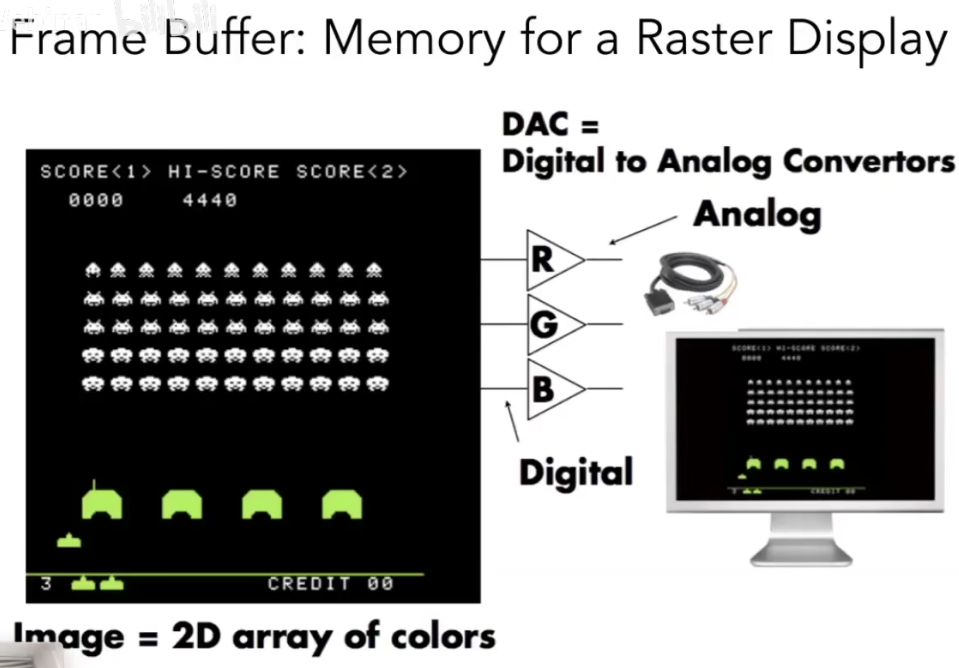 bilibili
Frame Buffer: Memory for a Raster Display
DAC =
Digital to Analog Convertors
Analog
SCORE<1> HI-SCORE SCORE<2>
0000 4440
R
G
B
Digital
SCORE<1> HI-SCORE SCORE<2>
0000 4440
3 CREDIT 00
3 CREDIT 00
Image = 2D array of colors